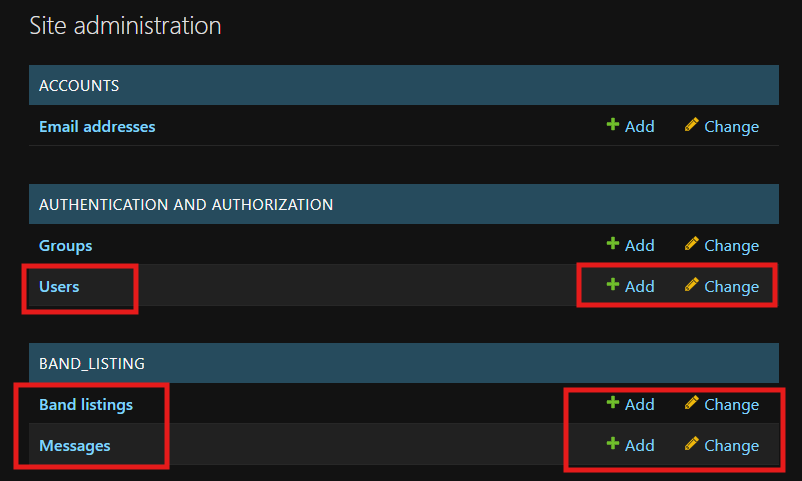 Site administration
ACCOUNTS
Email addresses Add Change
AUTHENTICATION AND AUTHORIZATION
Groups Add Change
Users Add Change
BAND_LISTING
Band listings Add Change
Messages Add Change